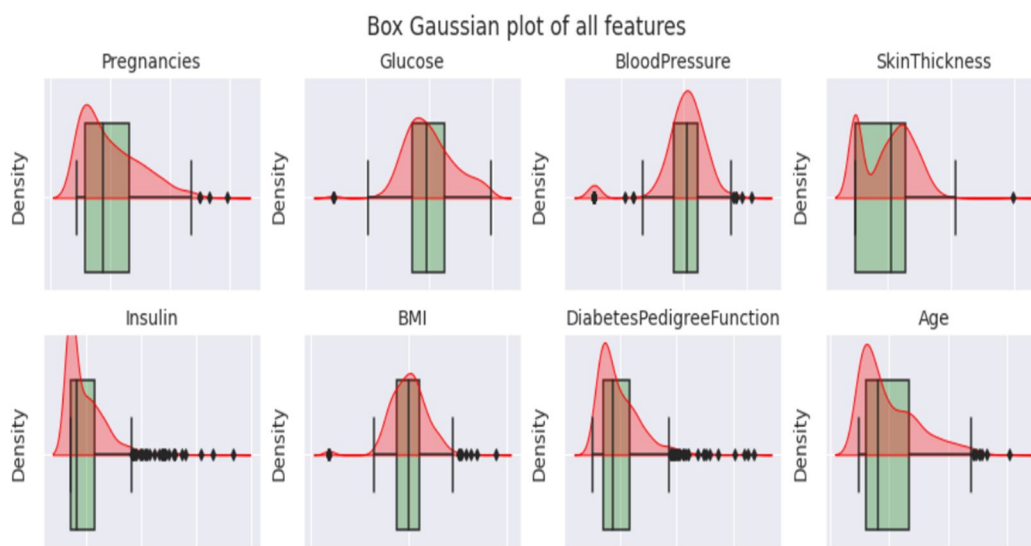 Box Gaussian plot of all features
Pregnancies
Glucose
BloodPressure
SkinThickness
Density
Density
Density
Density
Insulin
BMI
DiabetesPedigreeFunction
Age
Density
Density
Density
Density